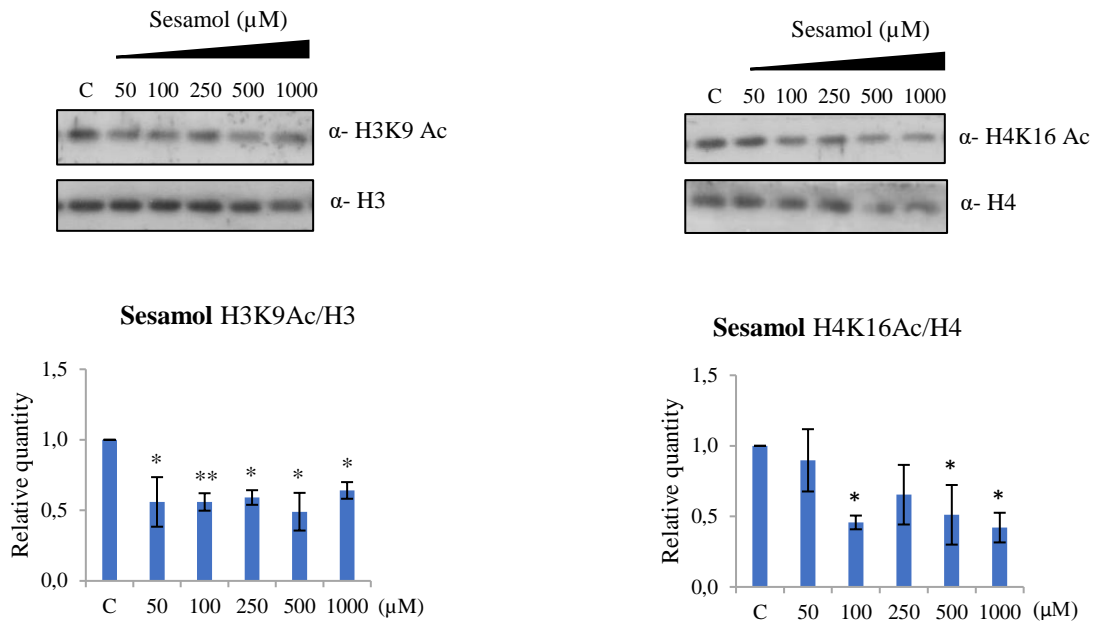 Sesamol (µM)
C 50 100 250 500 1000
α- H3K9 Ac
α- H3
Sesamol H3K9Ac/H3
1,5
1,0
0,5
0,0
Relative quantity
* ** * * *
C 50 100 250 500 1000 (µM)
Sesamol (µM)
C 50 100 250 500 1000
α- H4K16 Ac
α- H4
Sesamol H4K16Ac/H4
1,5
1,0
0,5
0,0
Relative quantity
* * *
C 50 100 250 500 1000 (µM)